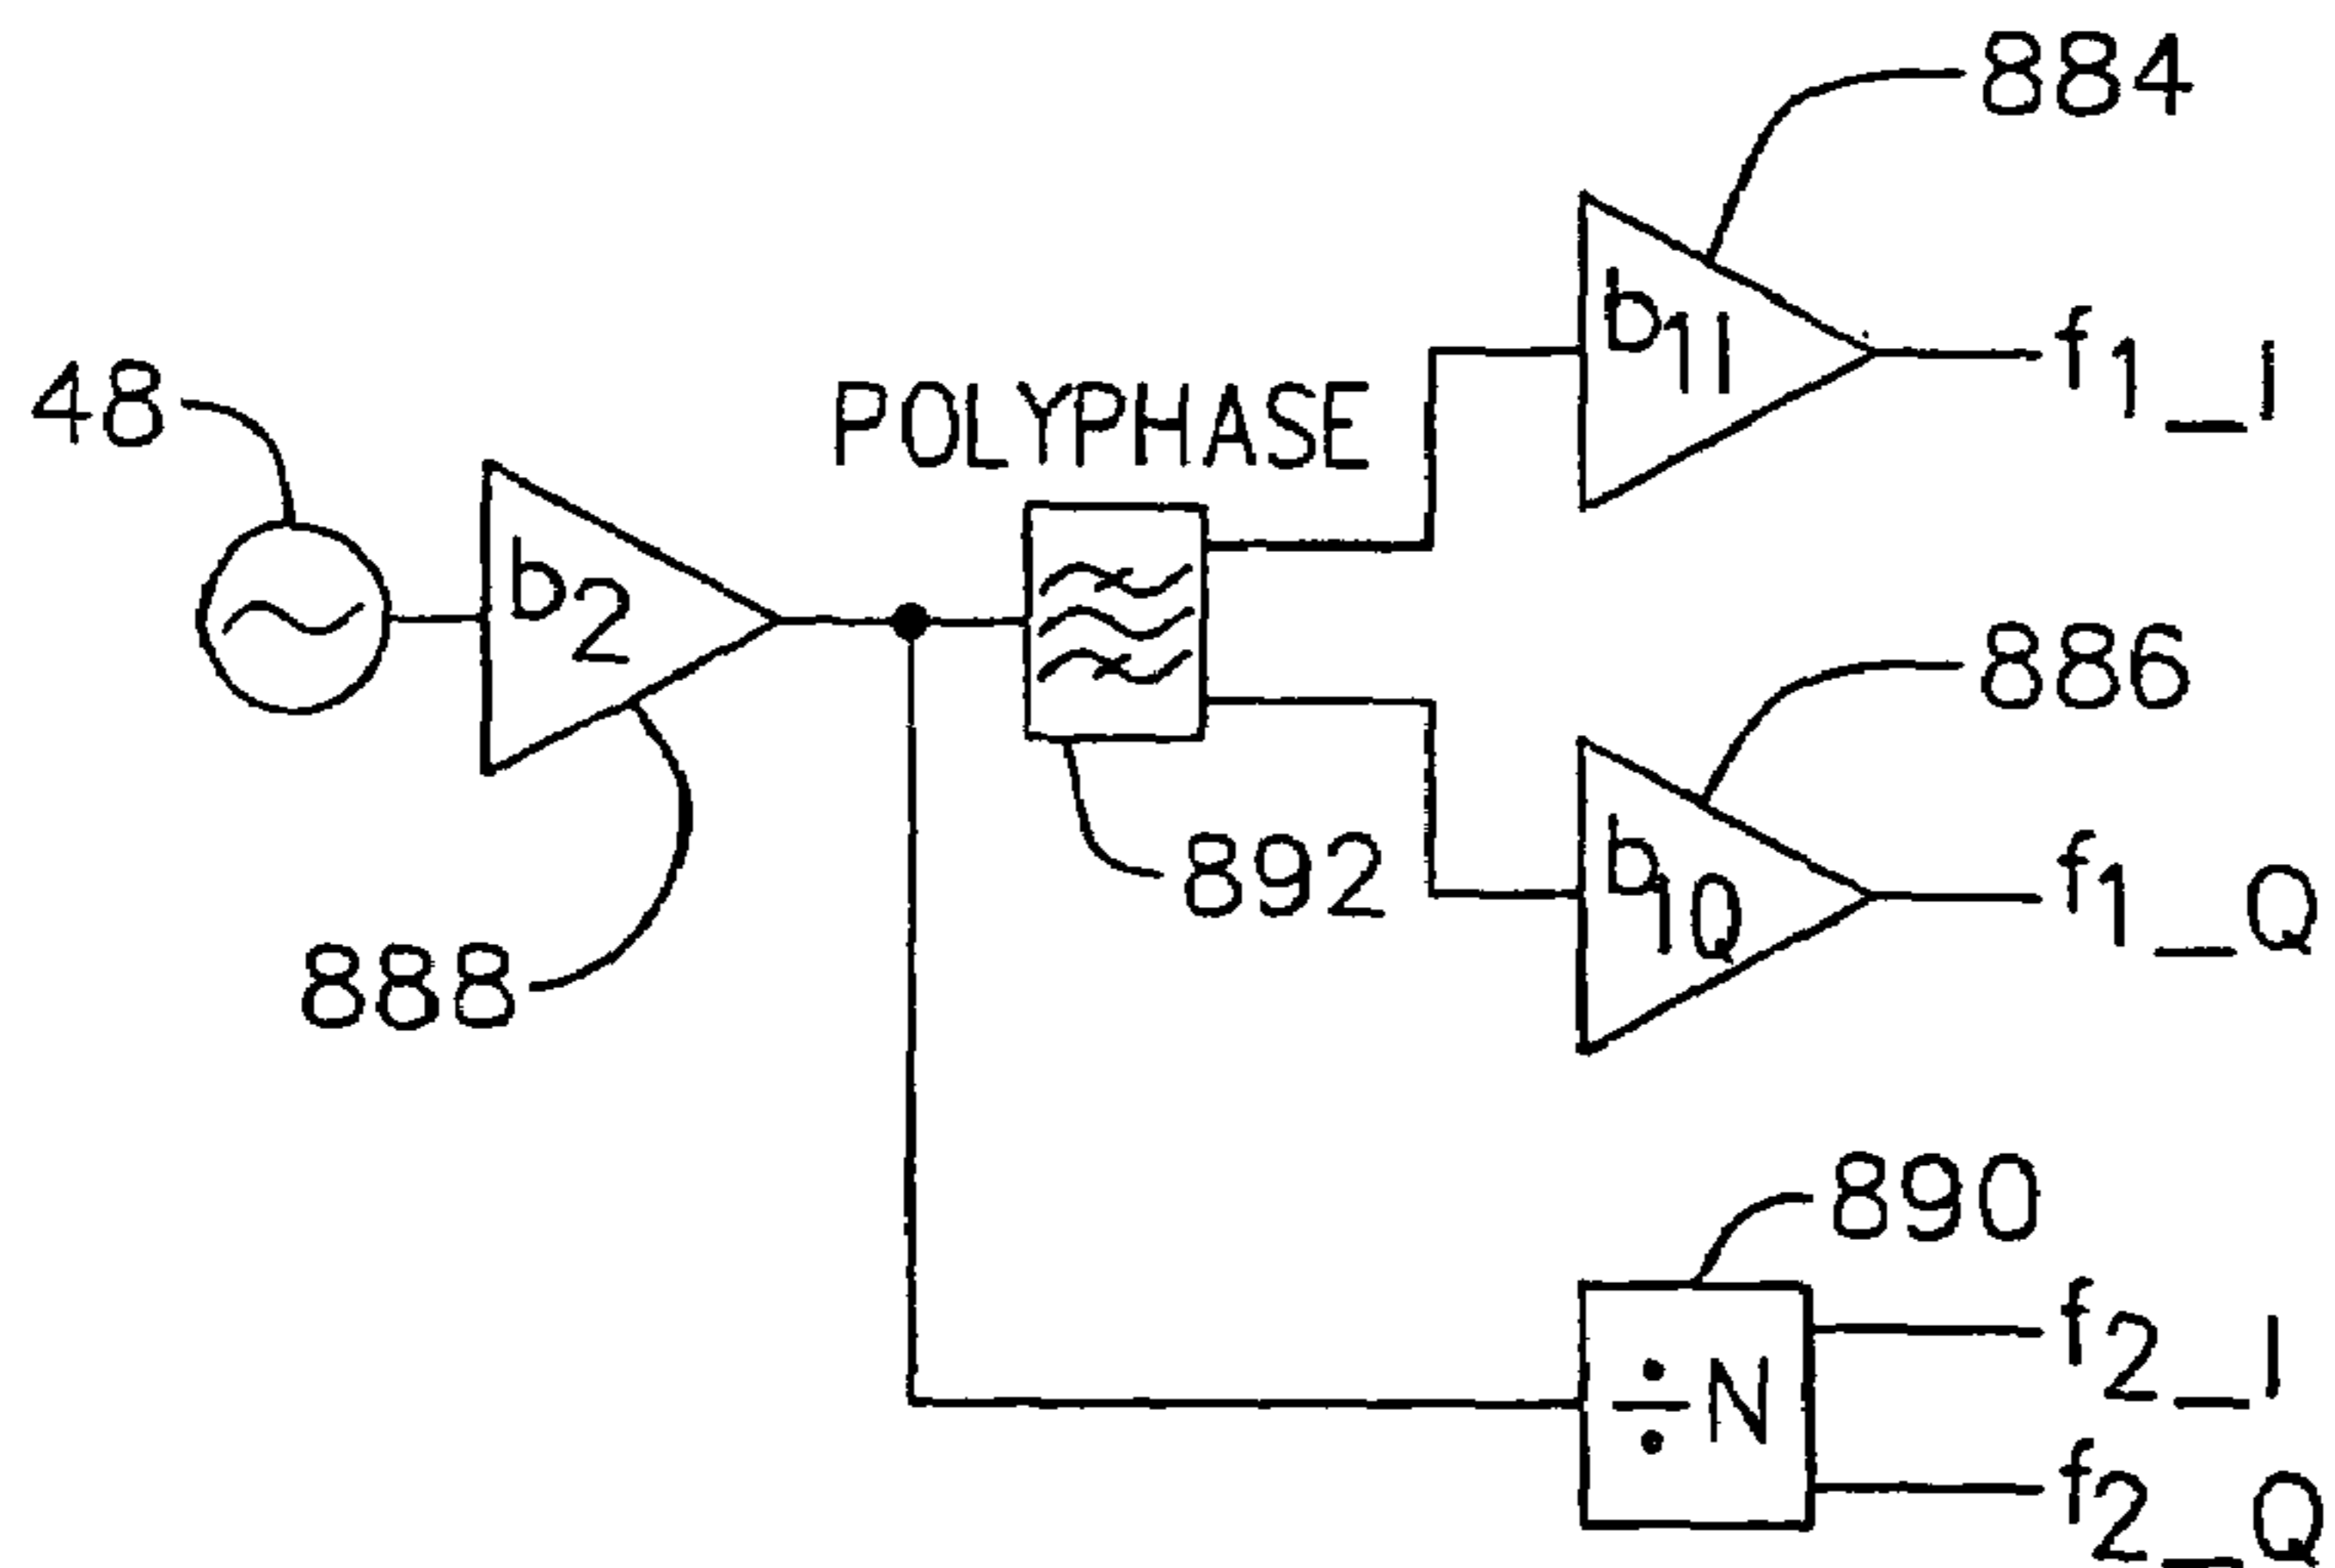 884
b1I
f1_I
48
POLYPHASE
b2
886
892
b1Q
f1_Q
888
890
÷N
f2_I
f2_Q